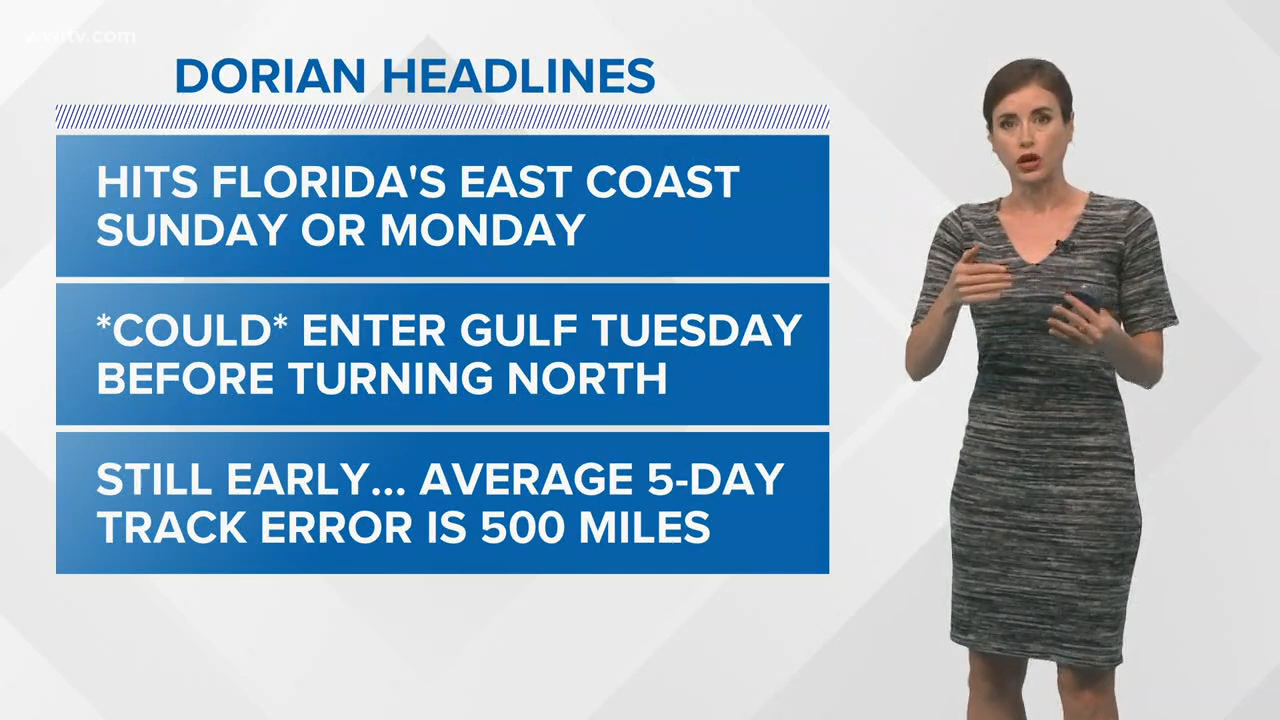 wwltv.com
DORIAN HEADLINES
HITS FLORIDA'S EAST COAST
SUNDAY OR MONDAY
*COULD* ENTER GULF TUESDAY
BEFORE TURNING NORTH
STILL EARLY... AVERAGE 5-DAY
TRACK ERROR IS 500 MILES